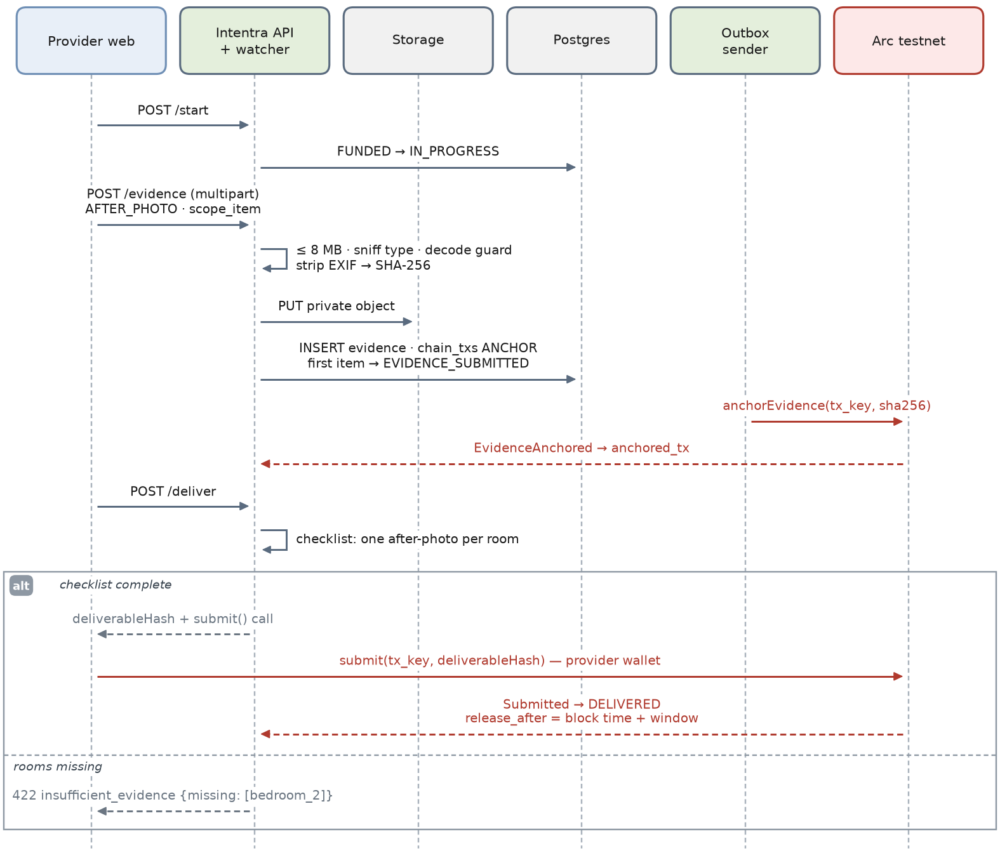 Provider web
Intentra API
+ watcher
Storage
Postgres
Outbox
sender
Arc testnet
POST /start
FUNDED → IN_PROGRESS
POST /evidence (multipart)
AFTER_PHOTO · scope_item
≤ 8 MB · sniff type · decode guard
strip EXIF → SHA-256
PUT private object
INSERT evidence · chain_txs ANCHOR
first item → EVIDENCE_SUBMITTED
anchorEvidence(tx_key, sha256)
EvidenceAnchored → anchored_tx
POST /deliver
checklist: one after-photo per room
alt
checklist complete
deliverableHash + submit() call
submit(tx_key, deliverableHash) — provider wallet
Submitted → DELIVERED
release_after = block time + window
rooms missing
422 insufficient_evidence {missing: [bedroom_2]}